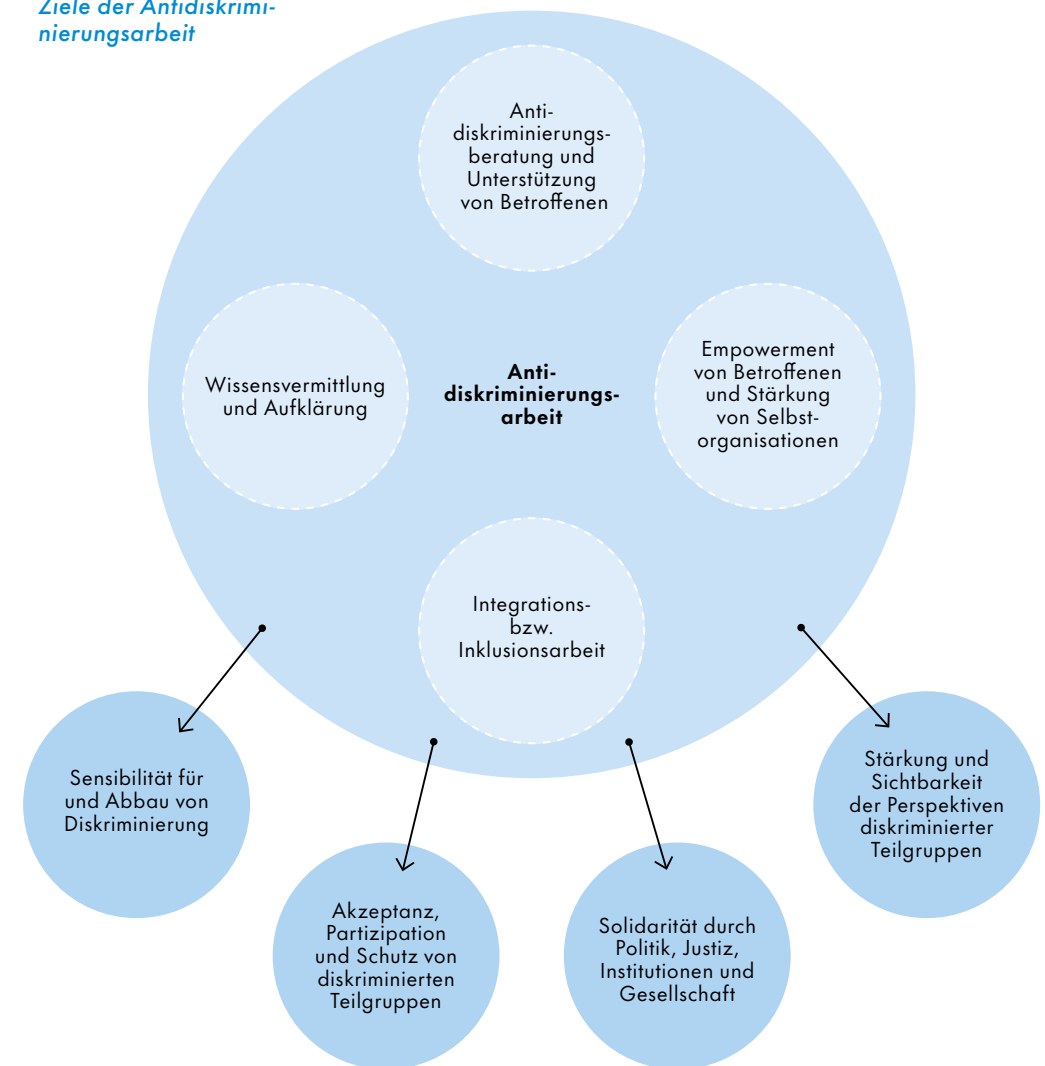 Ziele der Antidiskrimi-
nierungsarbeit
Anti-
diskriminierungs-
beratung und
Unterstützung
von Betroffenen
Wissensvermittlung
und Aufklärung
Anti-
diskriminierungs-
arbeit
Empowerment
von Betroffenen
und Stärkung
von Selbst-
organisationen
Integrations-
bzw.
Inklusionsarbeit
Sensibilität für
und Abbau von
Diskriminierung
Akzeptanz,
Partizipation
und Schutz von
diskriminierten
Teilgruppen
Solidarität durch
Politik, Justiz,
Institutionen und
Gesellschaft
Stärkung und
Sichtbarkeit
der Perspektiven
diskriminierter
Teilgruppen